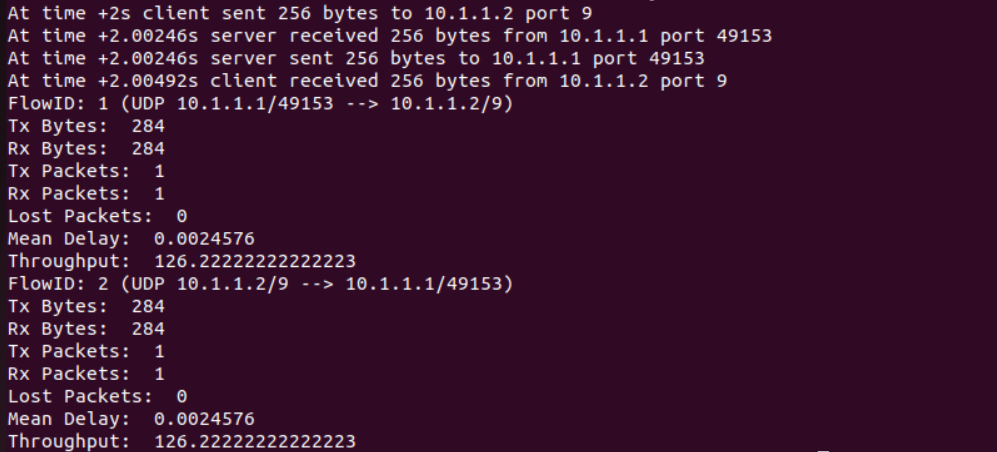 At time +2s client sent 256 bytes to 10.1.1.2 port 9
At time +2.00246s server received 256 bytes from 10.1.1.1 port 49153
At time +2.00246s server sent 256 bytes to 10.1.1.1 port 49153
At time +2.00492s client received 256 bytes from 10.1.1.2 port 9
FlowID: 1 (UDP 10.1.1.1/49153 --> 10.1.1.2/9)
Tx Bytes:  284
Rx Bytes:  284
Tx Packets:  1
Rx Packets:  1
Lost Packets:  0
Mean Delay:  0.0024576
Throughput:  126.22222222222223
FlowID: 2 (UDP 10.1.1.2/9 --> 10.1.1.1/49153)
Tx Bytes:  284
Rx Bytes:  284
Tx Packets:  1
Rx Packets:  1
Lost Packets:  0
Mean Delay:  0.0024576
Throughput:  126.22222222222223